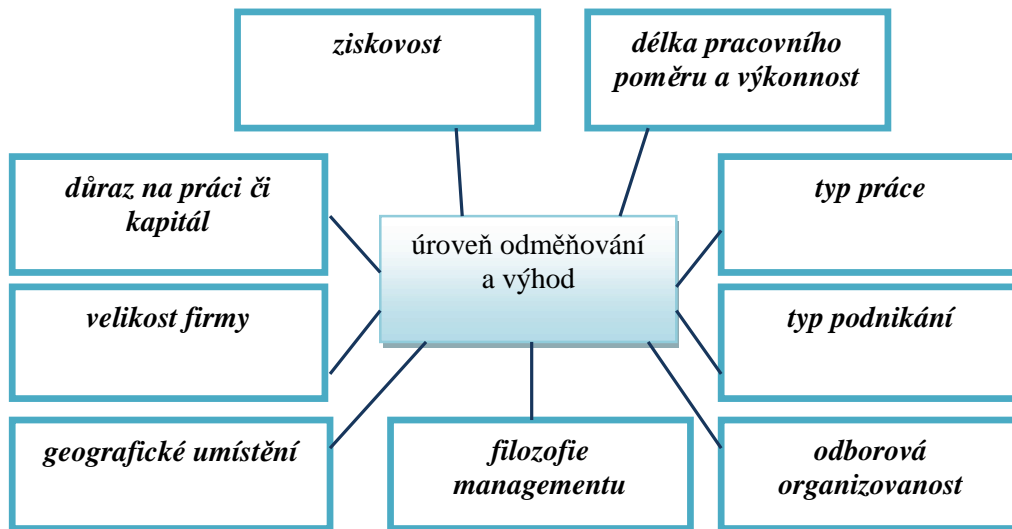 ziskovost
délka pracovního
poměru a výkonnost
důraz na práci či
kapitál
typ práce
úroveň odměňování
a výhod
velikost firmy
typ podnikání
geografické umístění
filozofie
managementu
odborová
organizovanost